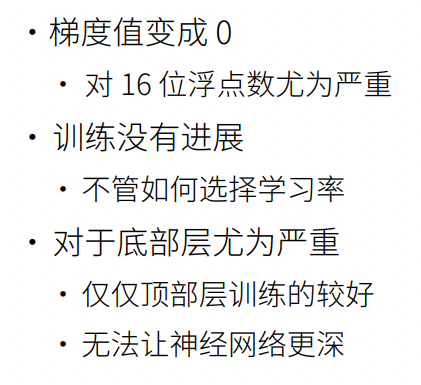 • 梯度值变成 0
• 对 16 位浮点数尤为严重
• 训练没有进展
• 不管如何选择学习率
• 对于底部层尤为严重
• 仅仅顶部层训练的较好
• 无法让神经网络更深